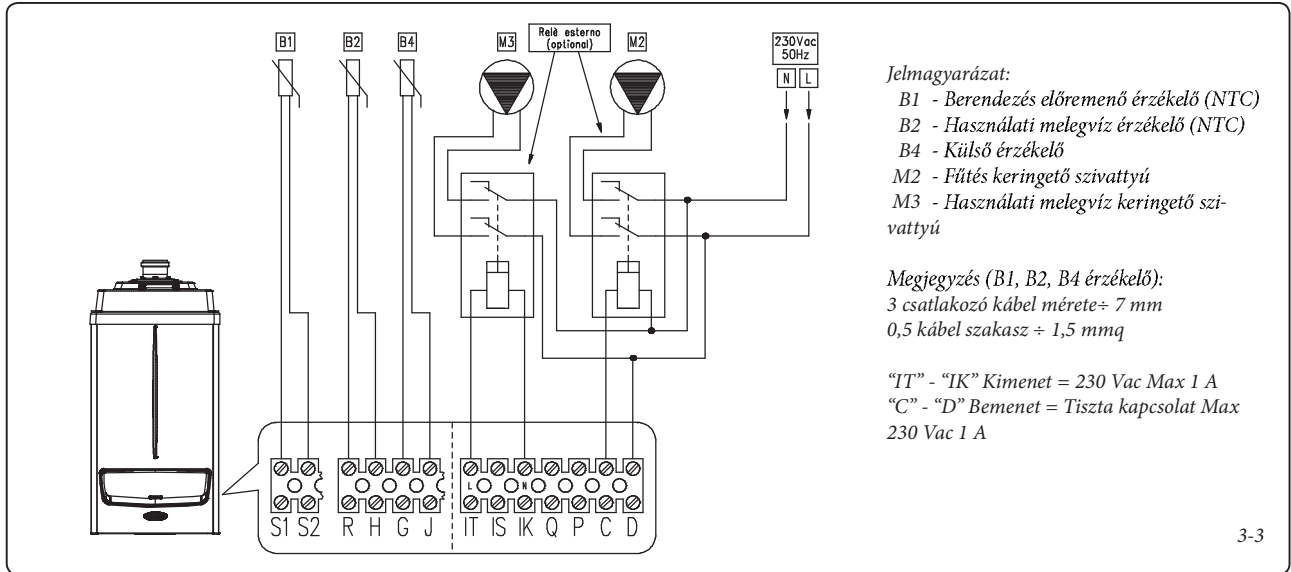 B1
B2
B4
M3
Relè esterno
(optional)
M2
230Vac
50Hz
N L
Jelmagyarázat:
B1 - Berendezés előremenő érzékelő (NTC)
B2 - Használati melegvíz érzékelő (NTC)
B4 - Külső érzékelő
M2 - Fűtés keringető szivattyú
M3 - Használati melegvíz keringető szi-
vattyú
Megjegyzés (B1, B2, B4 érzékelő):
3 csatlakozó kábel mérete÷ 7 mm
0,5 kábel szakasz ÷ 1,5 mmq
“IT” - “IK” Kimenet = 230 Vac Max 1 A
“C” - “D” Bemenet = Tiszta kapcsolat Max
230 Vac 1 A
L N
S1 S2 R H G J IT IS IK Q P C D
3-3